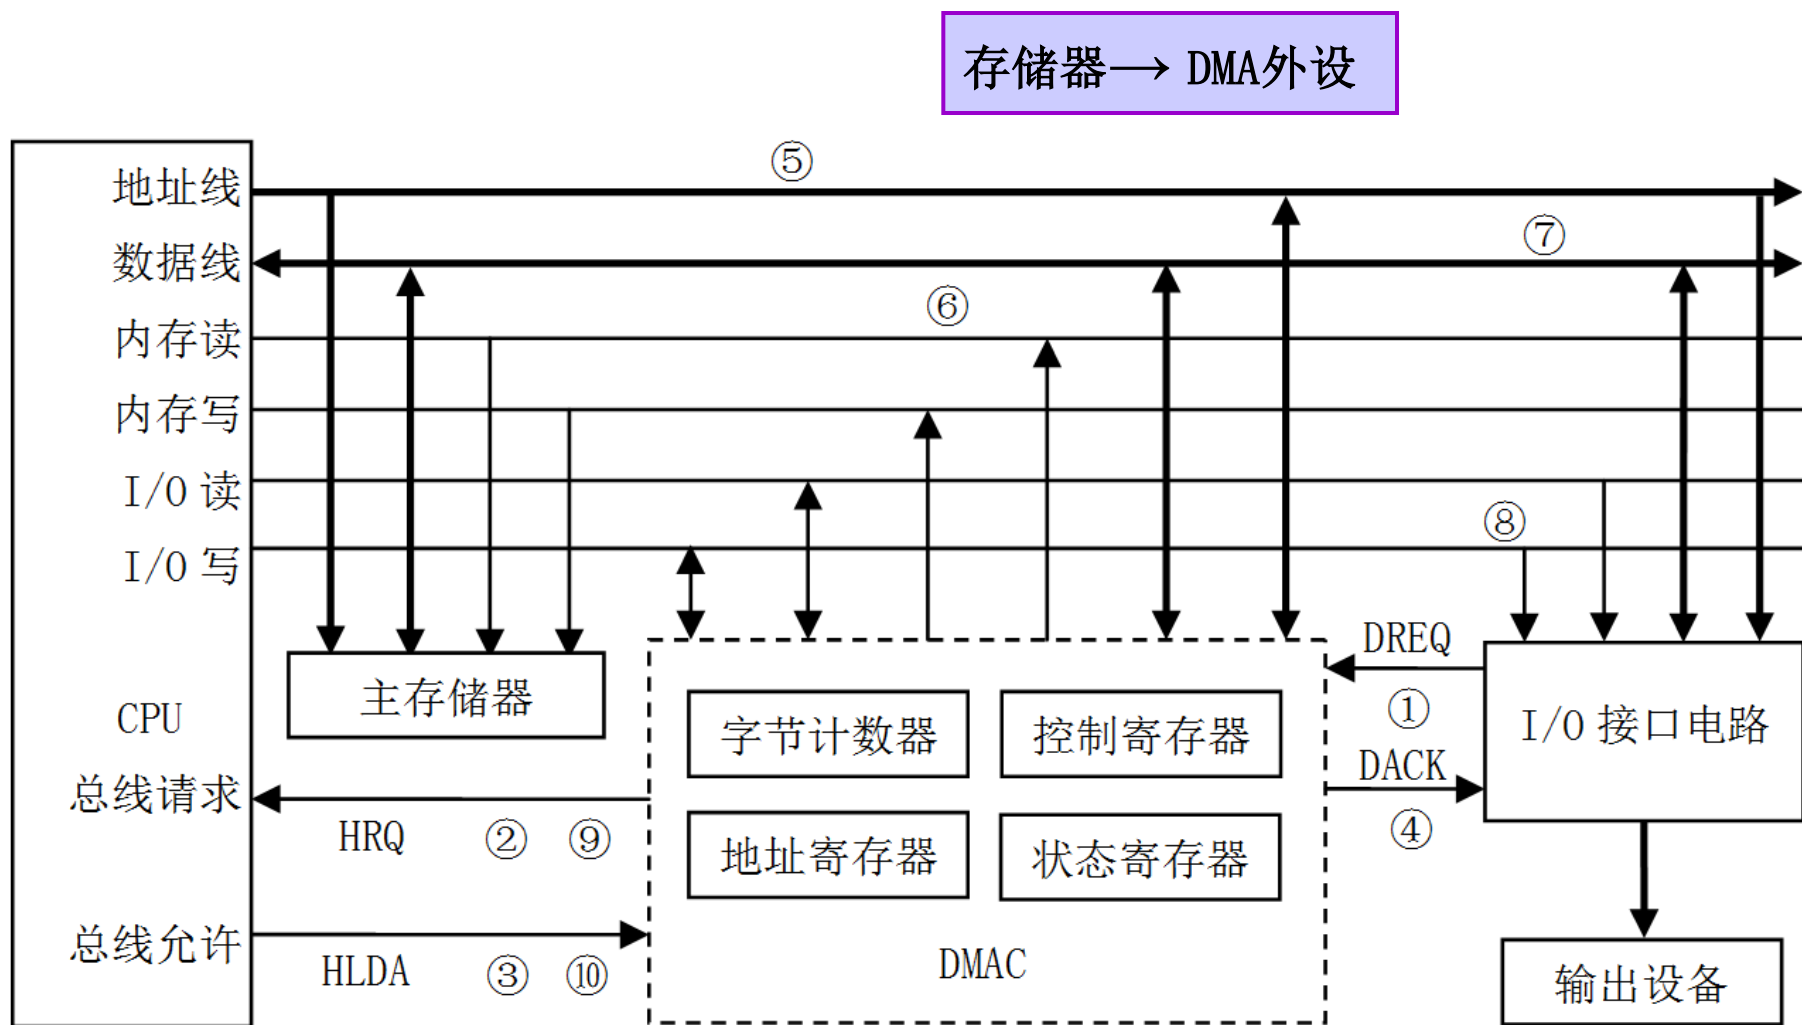 存储器→ DMA外设
⑤
地址线
⑦
数据线
⑥
内存读
内存写
I/O 读
⑧
I/O 写
DREQ
主存储器
①
CPU
字节计数器
控制寄存器
I/O 接口电路
DACK
总线请求
HRQ
②
⑨
④
地址寄存器
状态寄存器
总线允许
HLDA
③
⑩
DMAC
输出设备